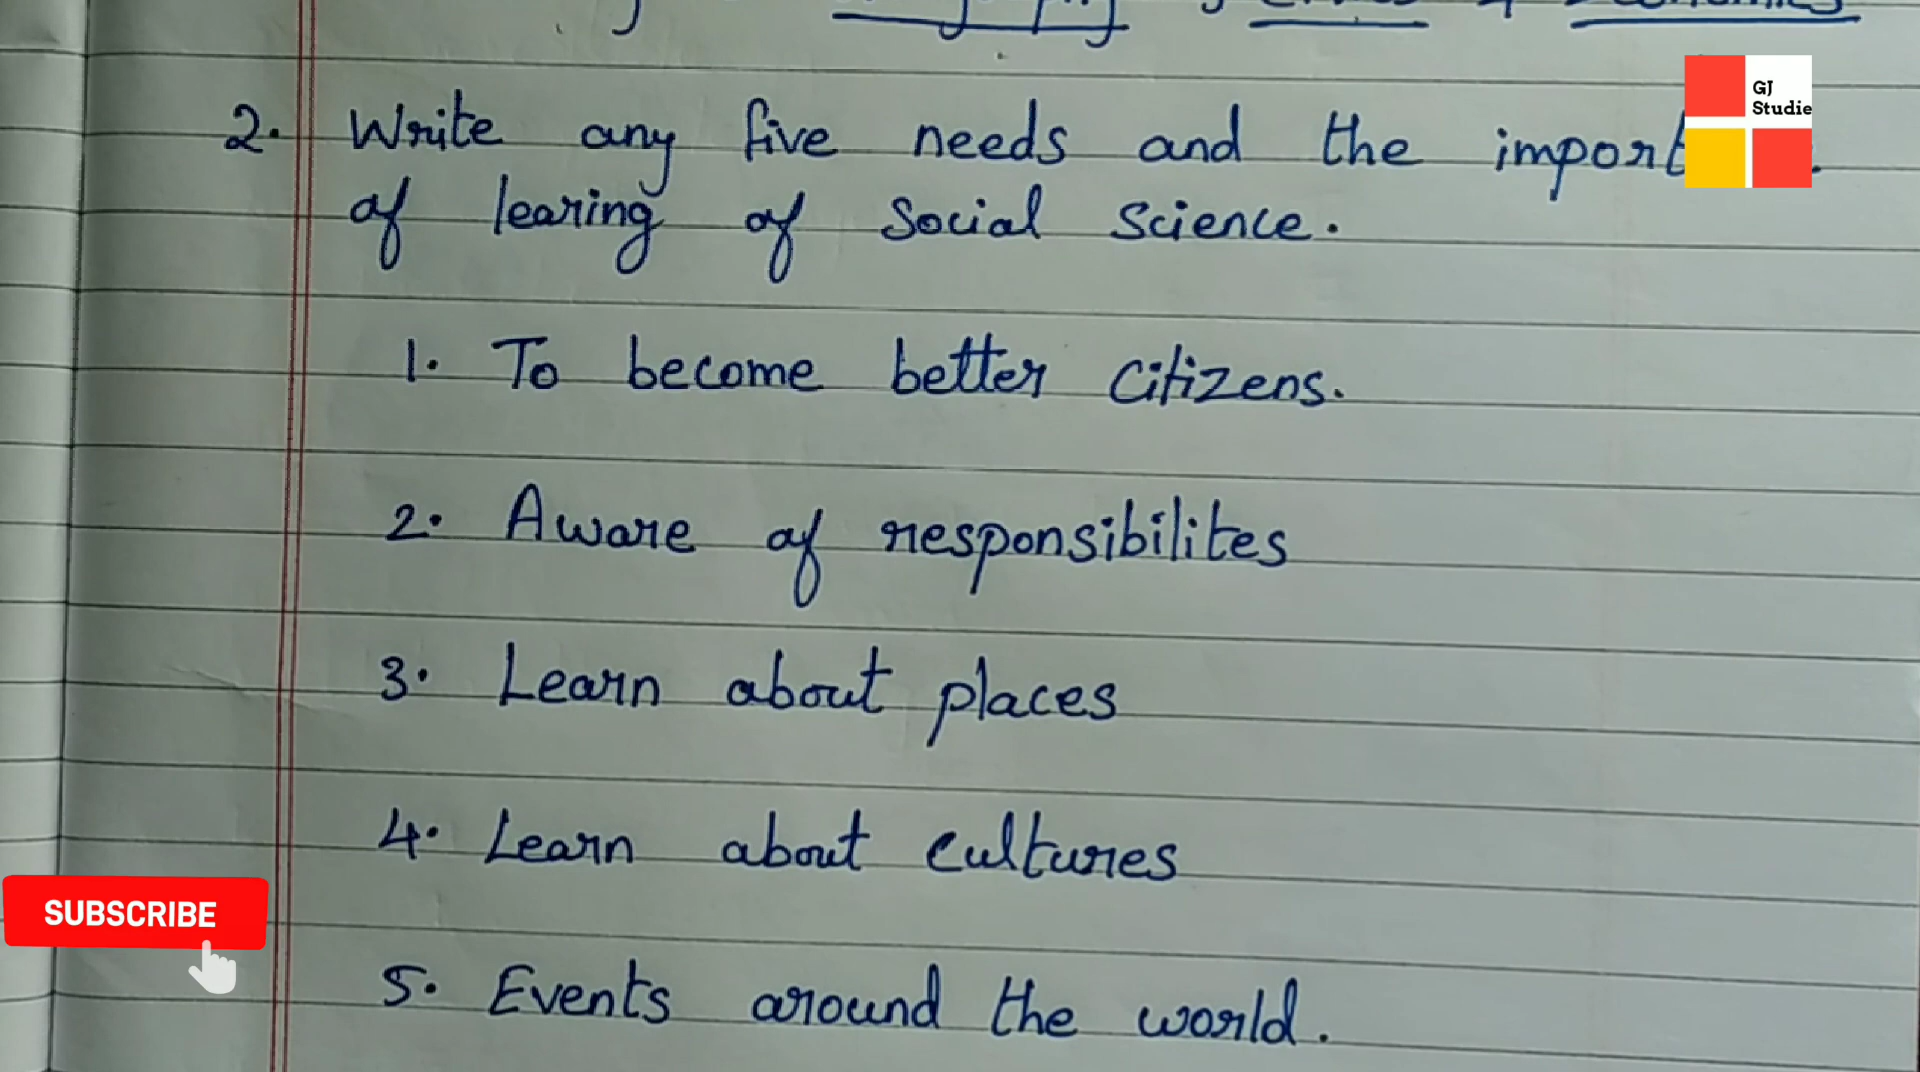 GJ
Studie
2. Write any five needs and the import
of learing of Social Science.
1. To become better Citizens.
2. Aware of responsibilites
3. Learn about places
4. Learn about cultures
SUBSCRIBE
5. Events around the world.